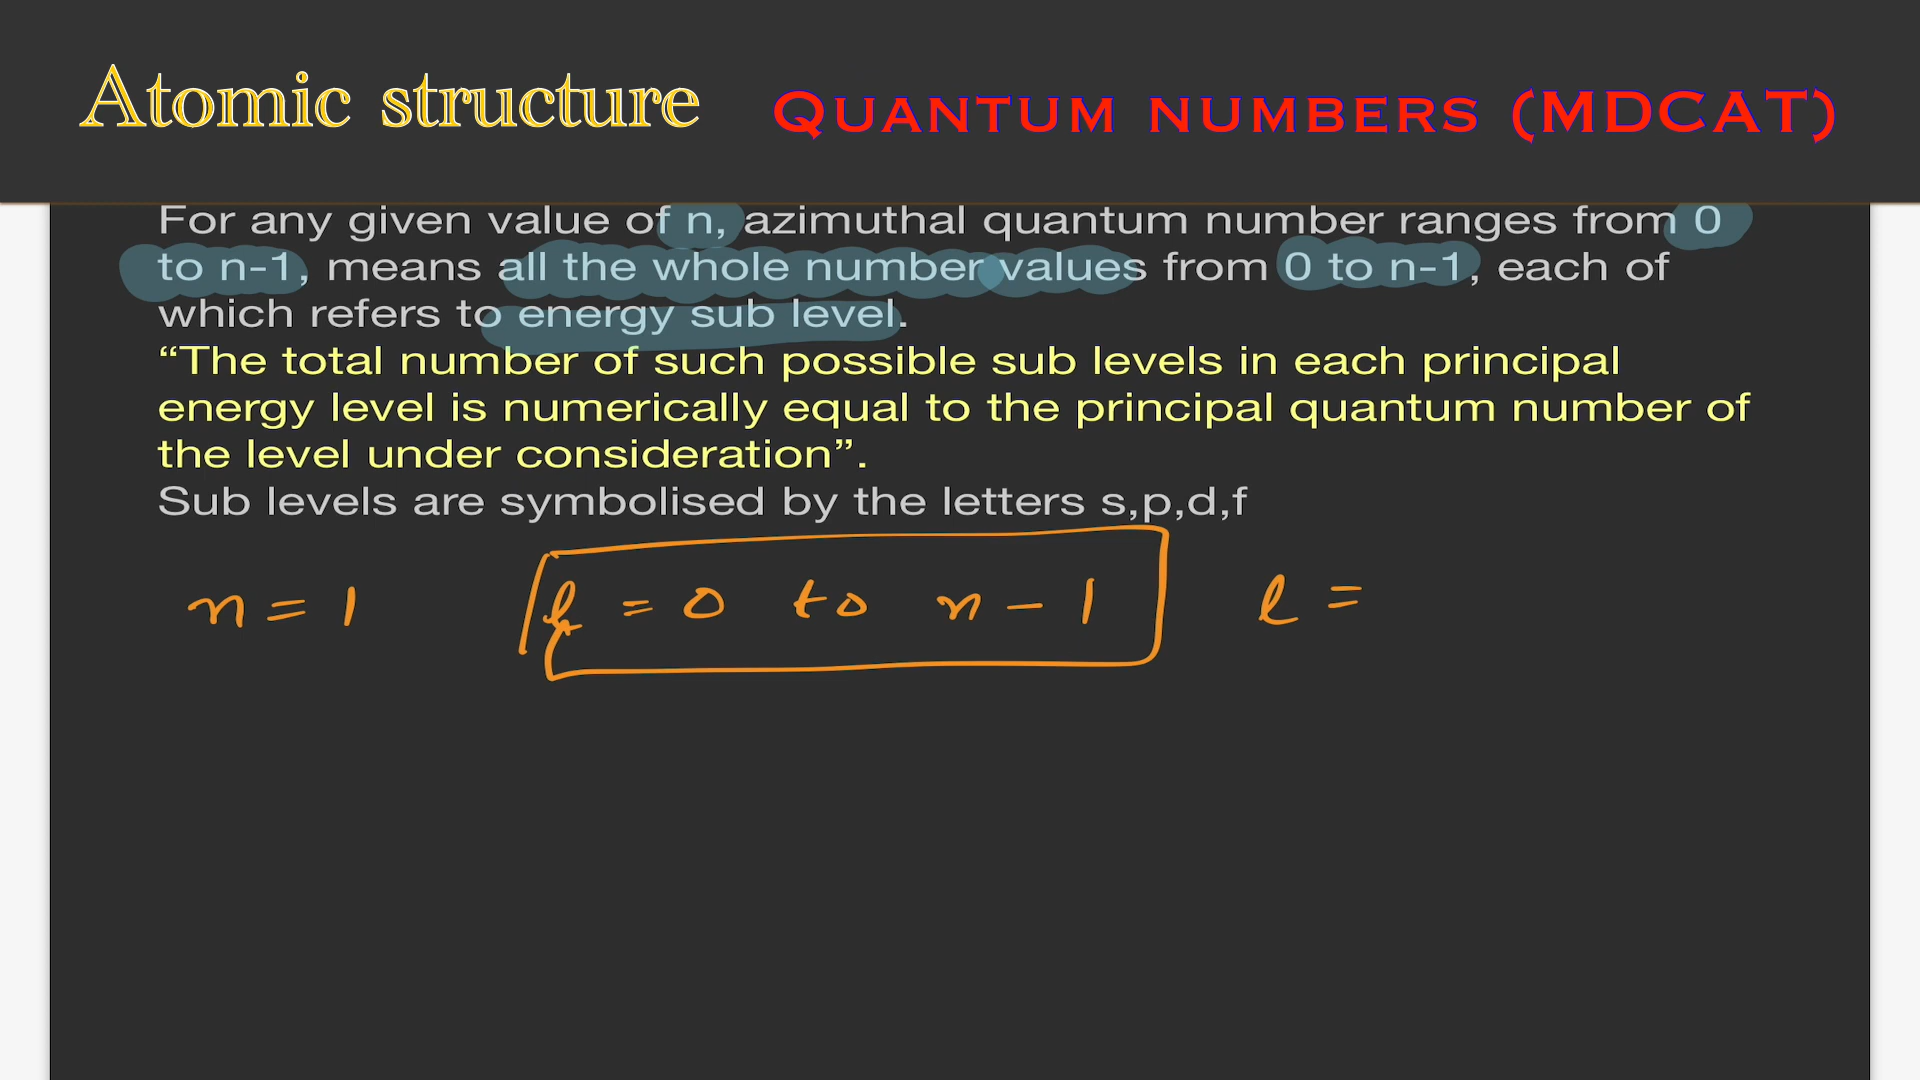 Atomic structure QUANTUM NUMBERS (MDCAT)
For any given value of n, azimuthal quantum number ranges from 0
to n-1, means all the whole number values from 0 to n-1, each of
which refers to energy sub level.
“The total number of such possible sub levels in each principal
energy level is numerically equal to the principal quantum number of
the level under consideration”.
Sub levels are symbolised by the letters s,p,d,f
n = 1 l = 0 to n - 1 l =